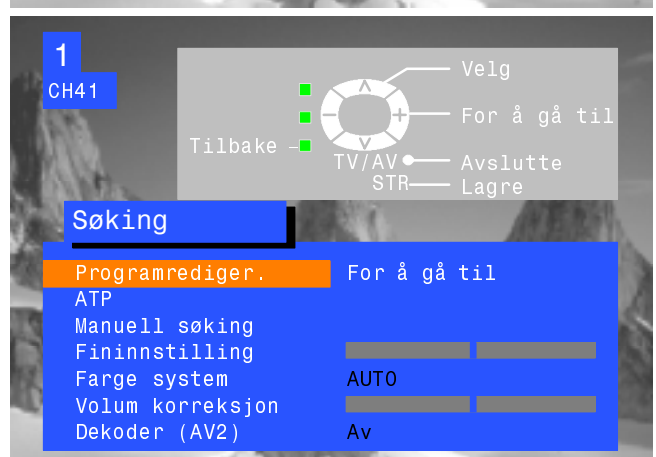 1
CH41
Velg
For å gå til
Tilbake
TV/AV Avslutte
STR Lagre
Søking
Programrediger. For å gå til
ATP
Manuell søking
Fininnstilling
Farge system AUTO
Volum korreksjon
Dekoder (AV2) Av